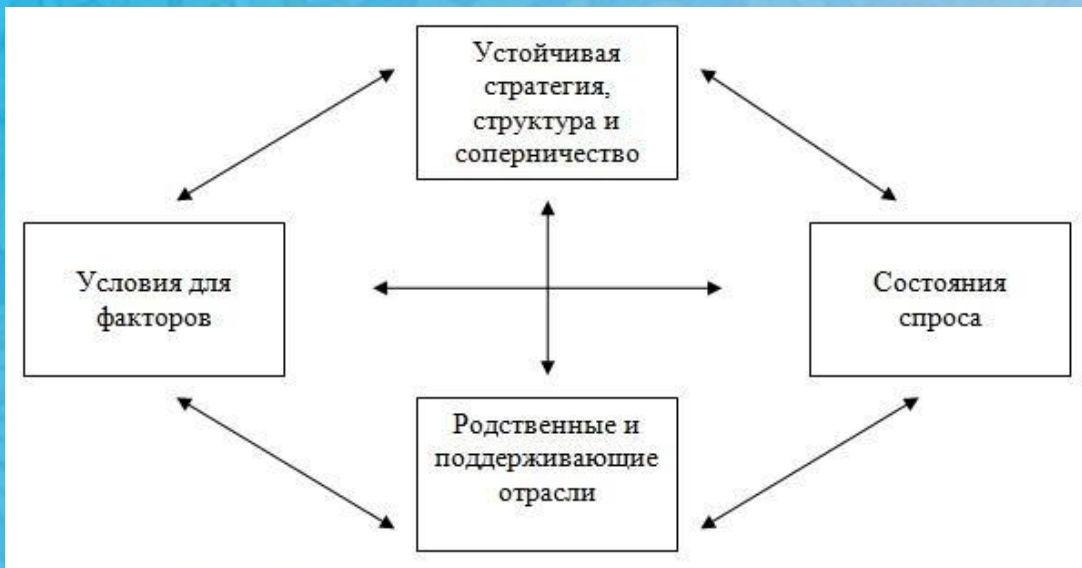 Устойчивая
стратегия,
структура и
соперничество
Условия для
факторов
Состояния
спроса
Родственные и
поддерживающие
отрасли